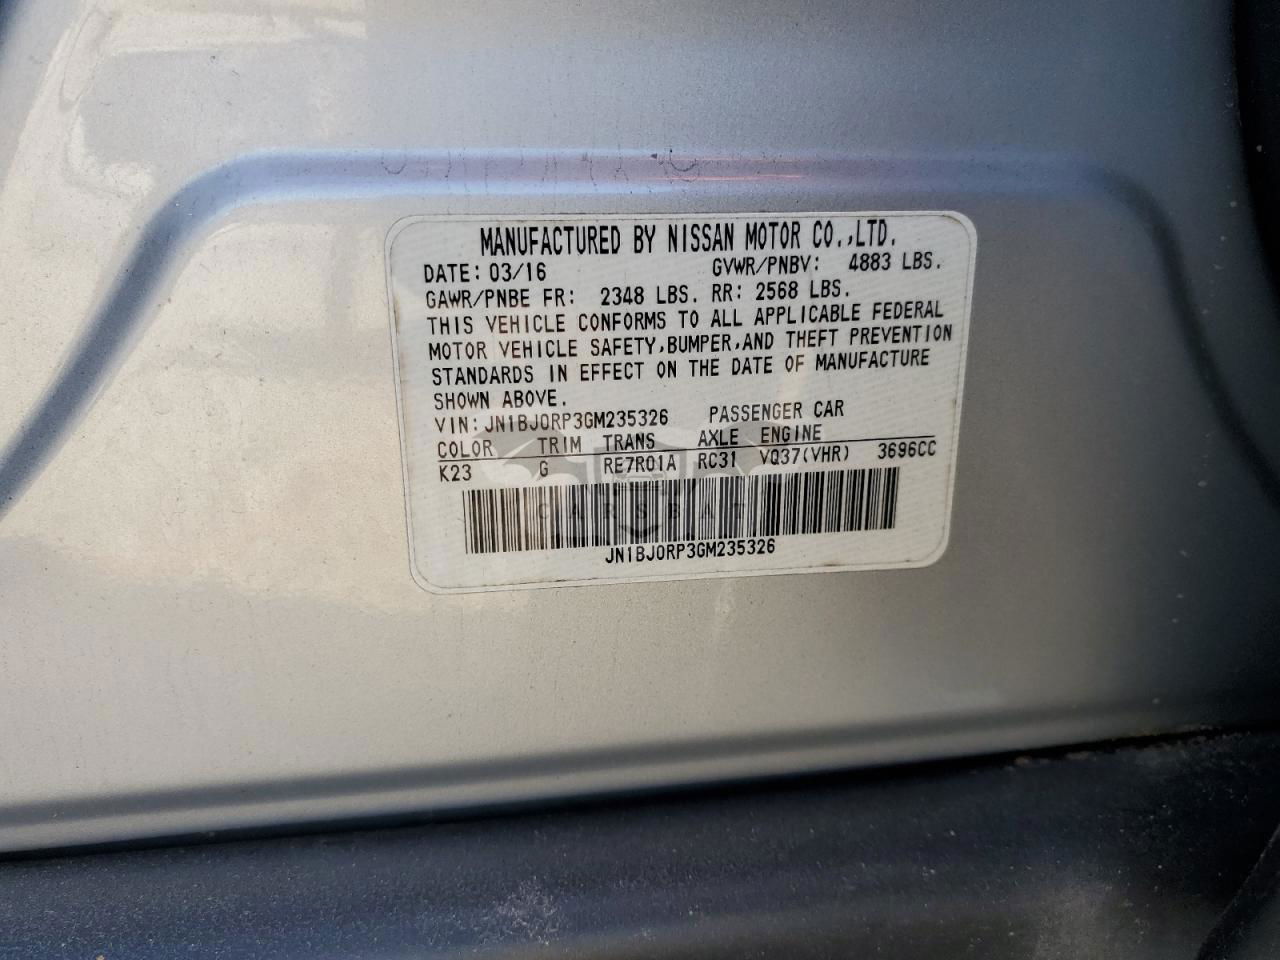 MANUFACTURED BY NISSAN MOTOR CO.,LTD.
DATE: 03/16 GVWR/PNBV: 4883 LBS.
GAWR/PNBE FR: 2348 LBS. RR: 2568 LBS.
THIS VEHICLE CONFORMS TO ALL APPLICABLE FEDERAL
MOTOR VEHICLE SAFETY,BUMPER,AND THEFT PREVENTION
STANDARDS IN EFFECT ON THE DATE OF MANUFACTURE
SHOWN ABOVE.
VIN:JN1BJ0RP3GM235326 PASSENGER CAR
COLOR TRIM TRANS AXLE ENGINE
K23 G RE7R01A RC31 VQ37(VHR) 3696CC
CARSBAT
JN1BJ0RP3GM235326